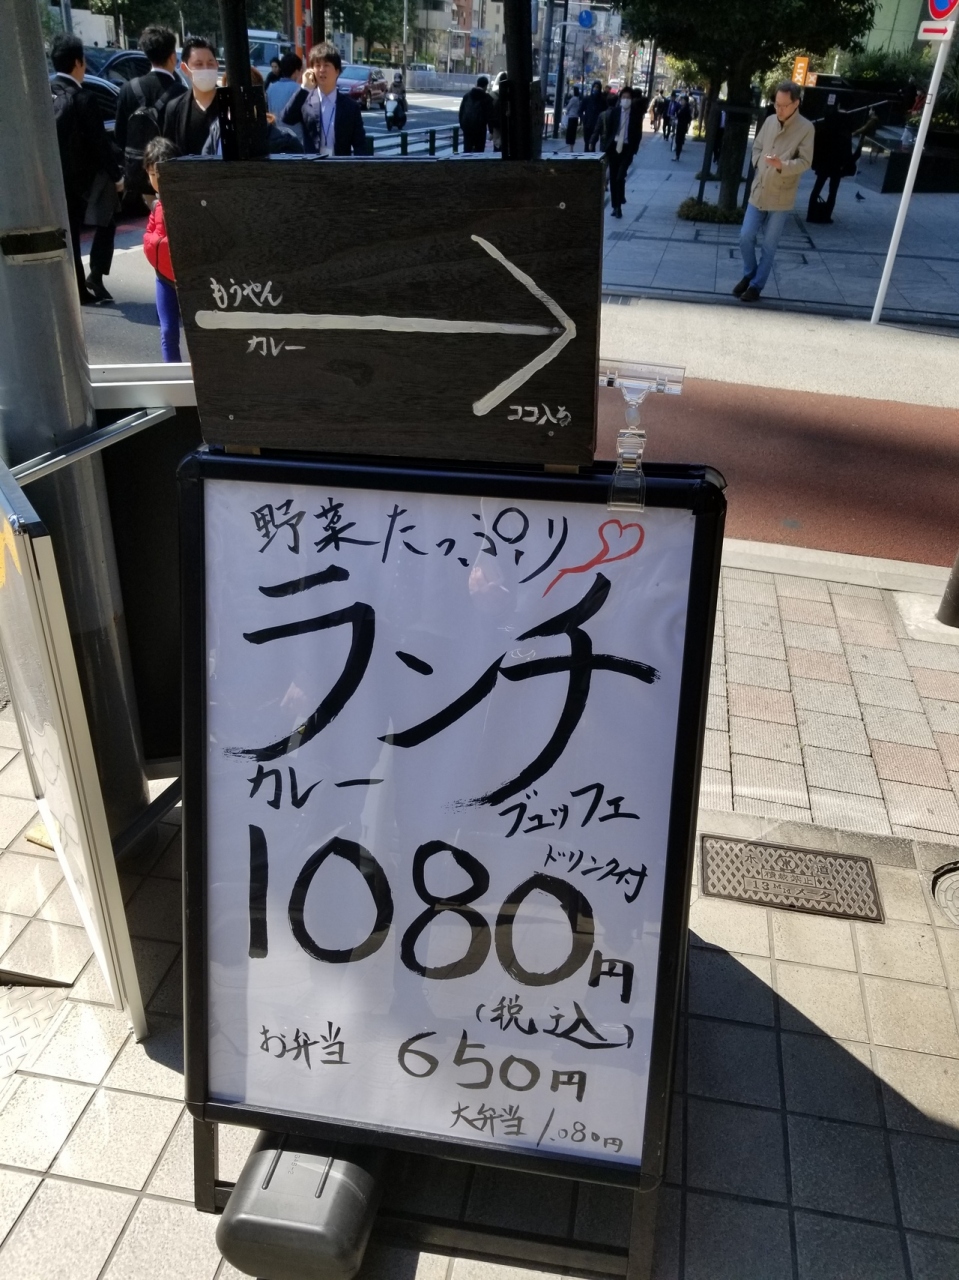 もうやん
カレー
ココ入る
野菜たっぷり
ランチ
カレー
ブュッフェ
ドリンク付
1080円
(税込)
お弁当 650円
大弁当 1.080円